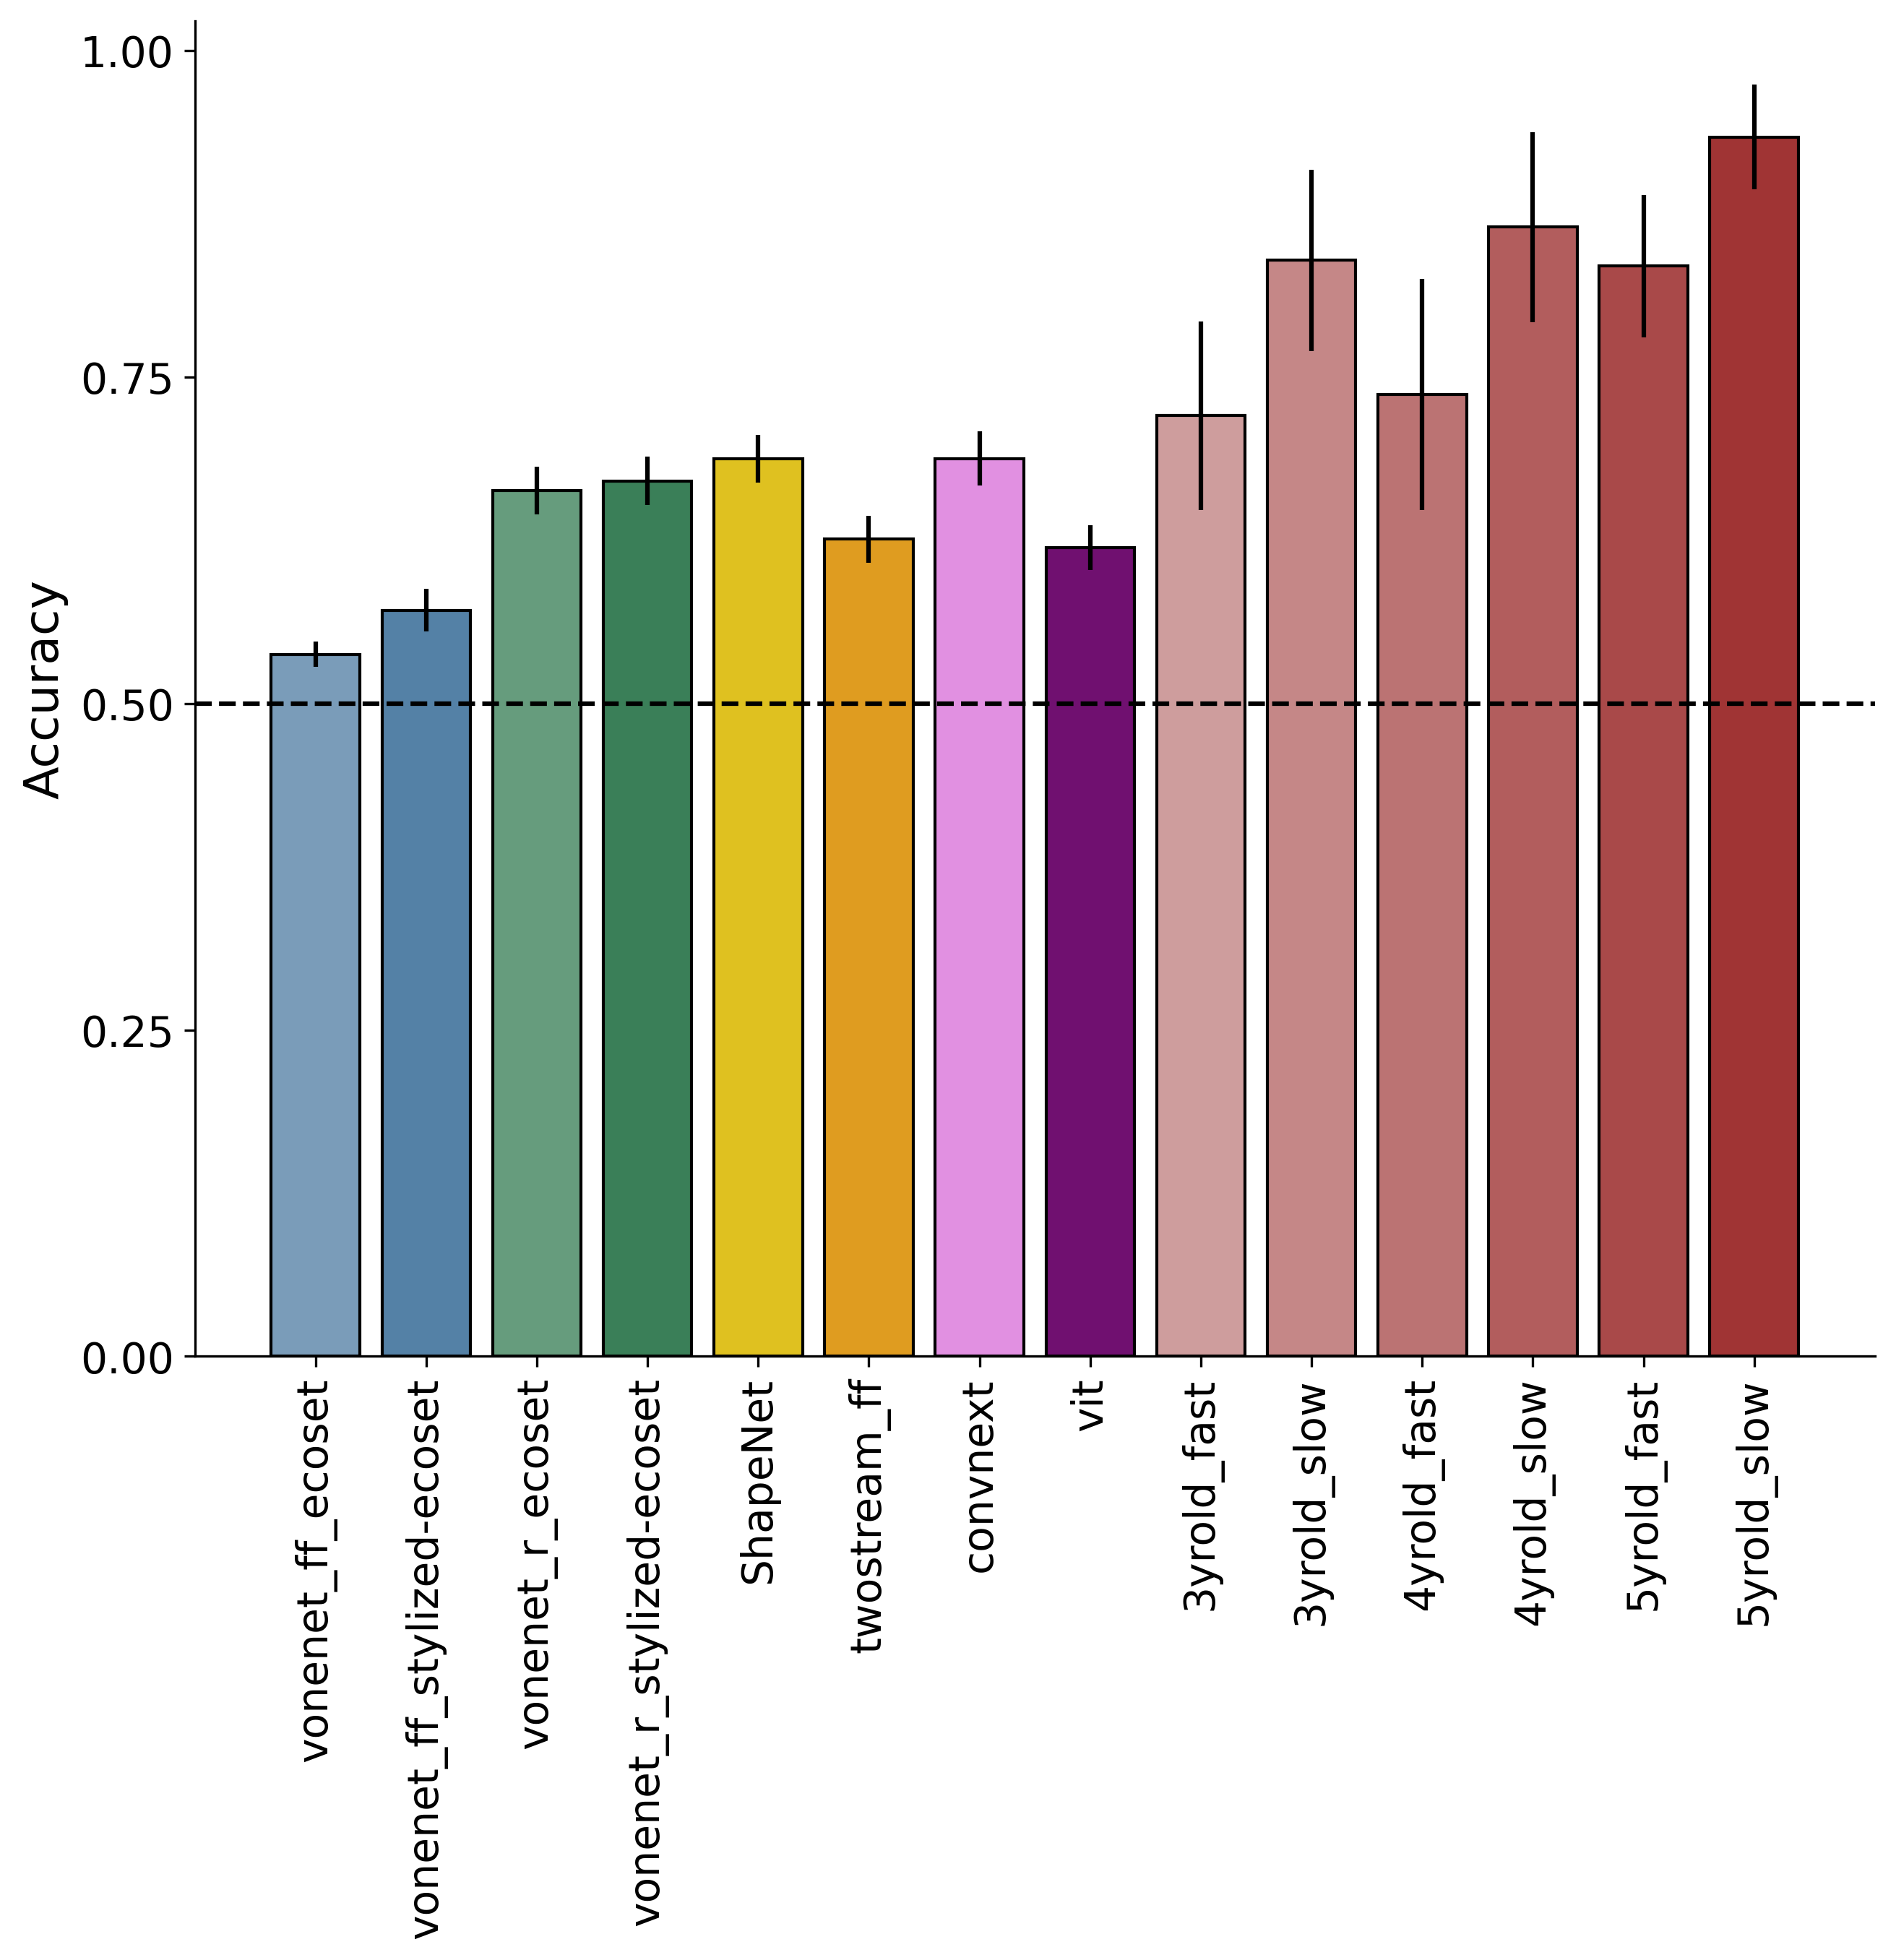 1.00
0.75
0.50
0.25
0.00
Accuracy
vonenet_ff_ecoset
vonenet_ff_stylized-ecoset
vonenet_r_ecoset
vonenet_r_stylized-ecoset
ShapeNet
twostream_ff
convnext
vit
3yrold_fast
3yrold_slow
4yrold_fast
4yrold_slow
5yrold_fast
5yrold_slow